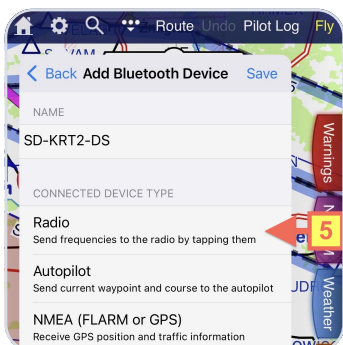 Route Undo Pilot Log Fly
Back Add Bluetooth Device Save
NAME
SD-KRT2-DS
Warnings
CONNECTED DEVICE TYPE
Radio
Send frequencies to the radio by tapping them
5
Autopilot
Send current waypoint and course to the autopilot
Weather
NMEA (FLARM or GPS)
Receive GPS position and traffic information